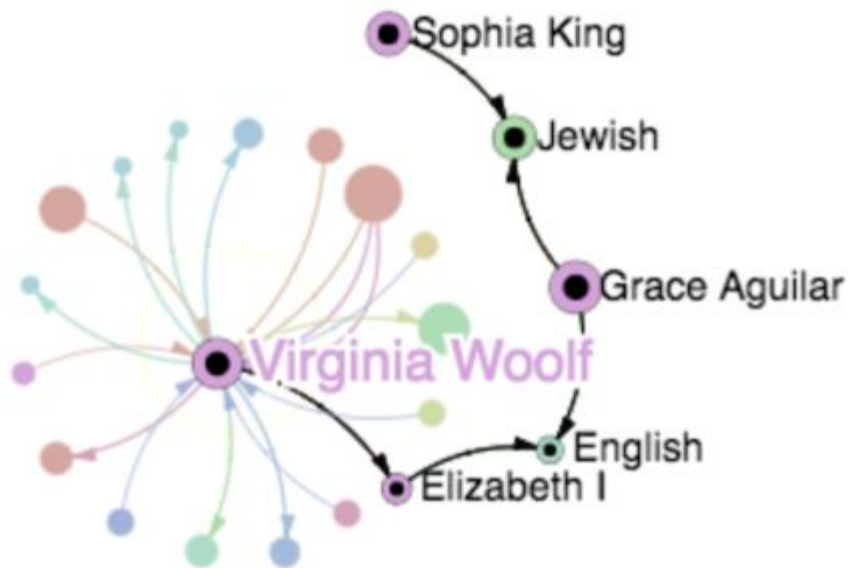 Sophia King
Jewish
Grace Aguilar
Virginia Woolf
English
Elizabeth I